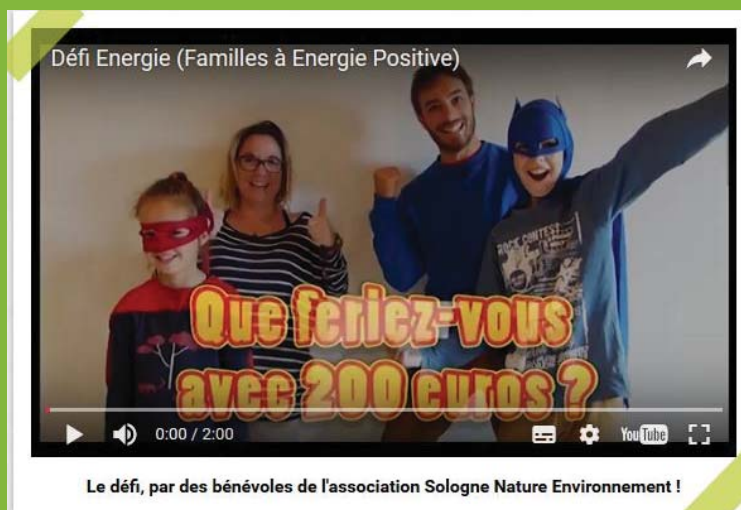 Défi Energie (Familles à Energie Positive)
ROCK CONTEST
Que feriez-vous
avec 200 euros ?
0:00 / 2:00
YouTube
Le défi, par des bénévoles de l'association Sologne Nature Environnement !